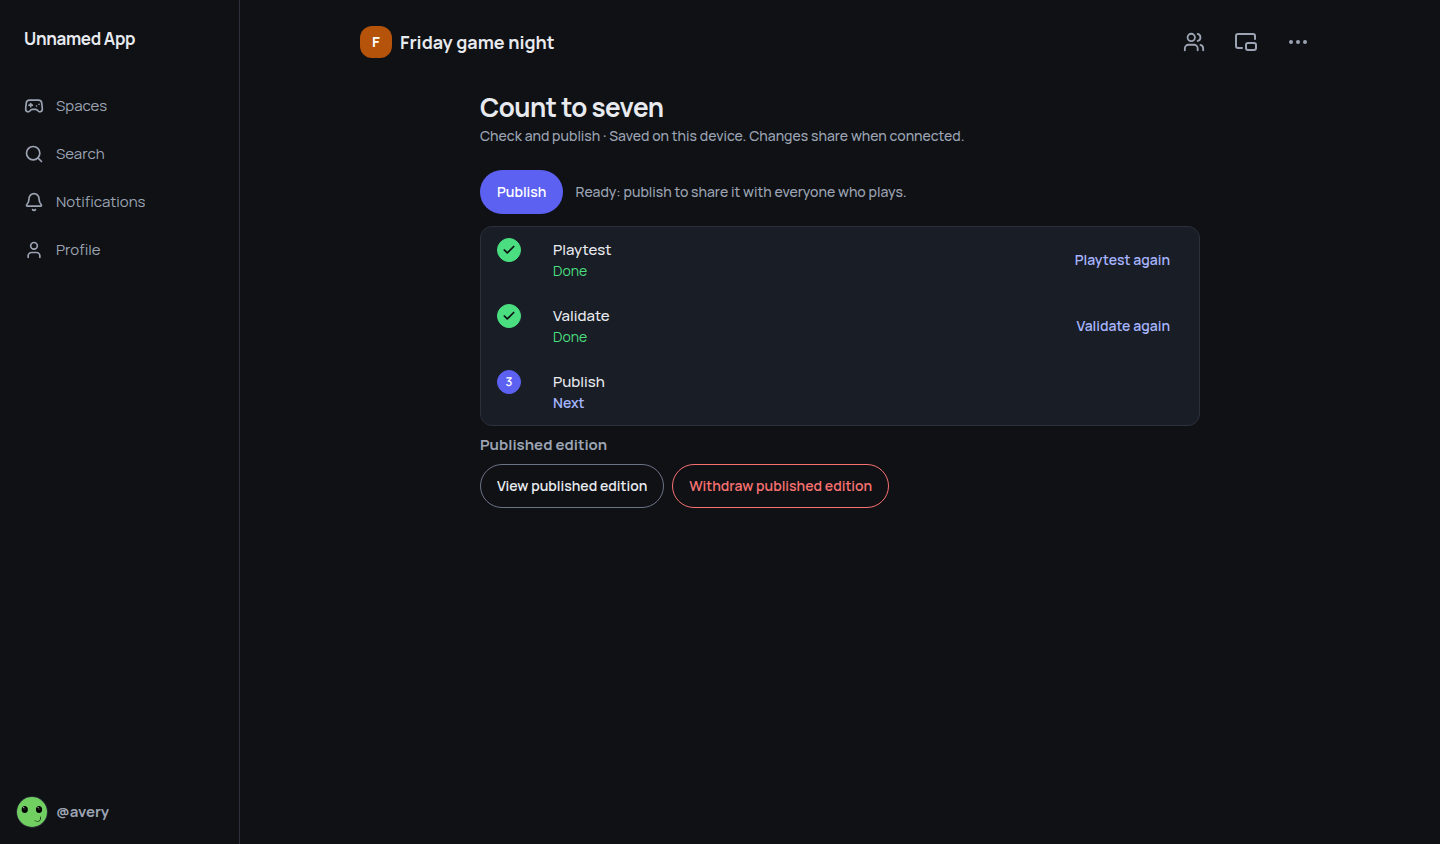 Unnamed App
Spaces
Search
Notifications
Profile
@avery
F Friday game night
Count to seven
Check and publish · Saved on this device. Changes share when connected.
Publish Ready: publish to share it with everyone who plays.
Playtest
Done
Playtest again
Validate
Done
Validate again
3 Publish
Next
Published edition
View published edition Withdraw published edition